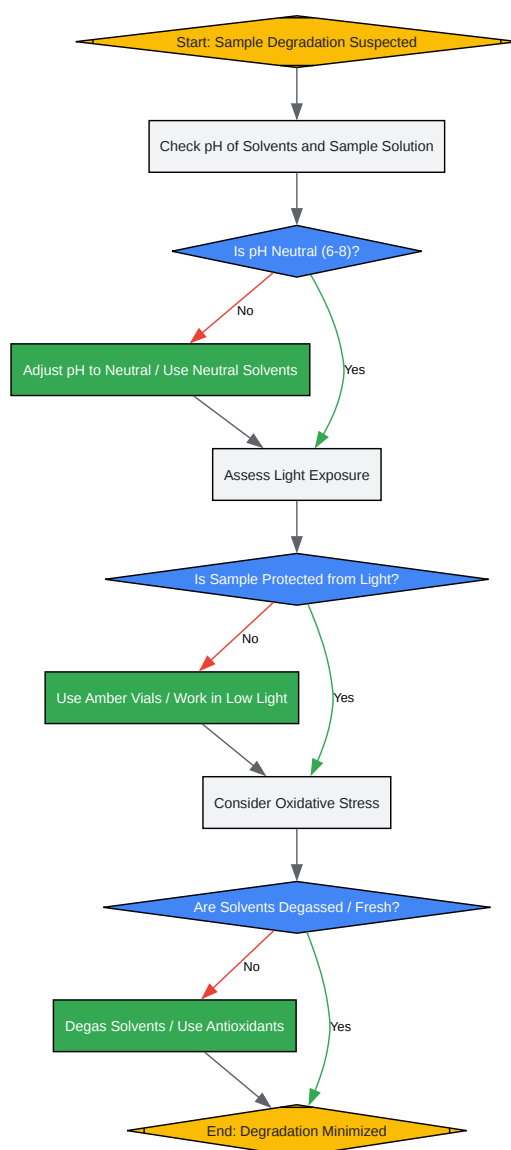 Start: Sample Degradation Suspected
Check pH of Solvents and Sample Solution
Is pH Neutral (6-8)?
No
Adjust pH to Neutral / Use Neutral Solvents
Yes
Assess Light Exposure
Is Sample Protected from Light?
No
Use Amber Vials / Work in Low Light
Yes
Consider Oxidative Stress
Are Solvents Degassed / Fresh?
No
Degas Solvents / Use Antioxidants
Yes
End: Degradation Minimized